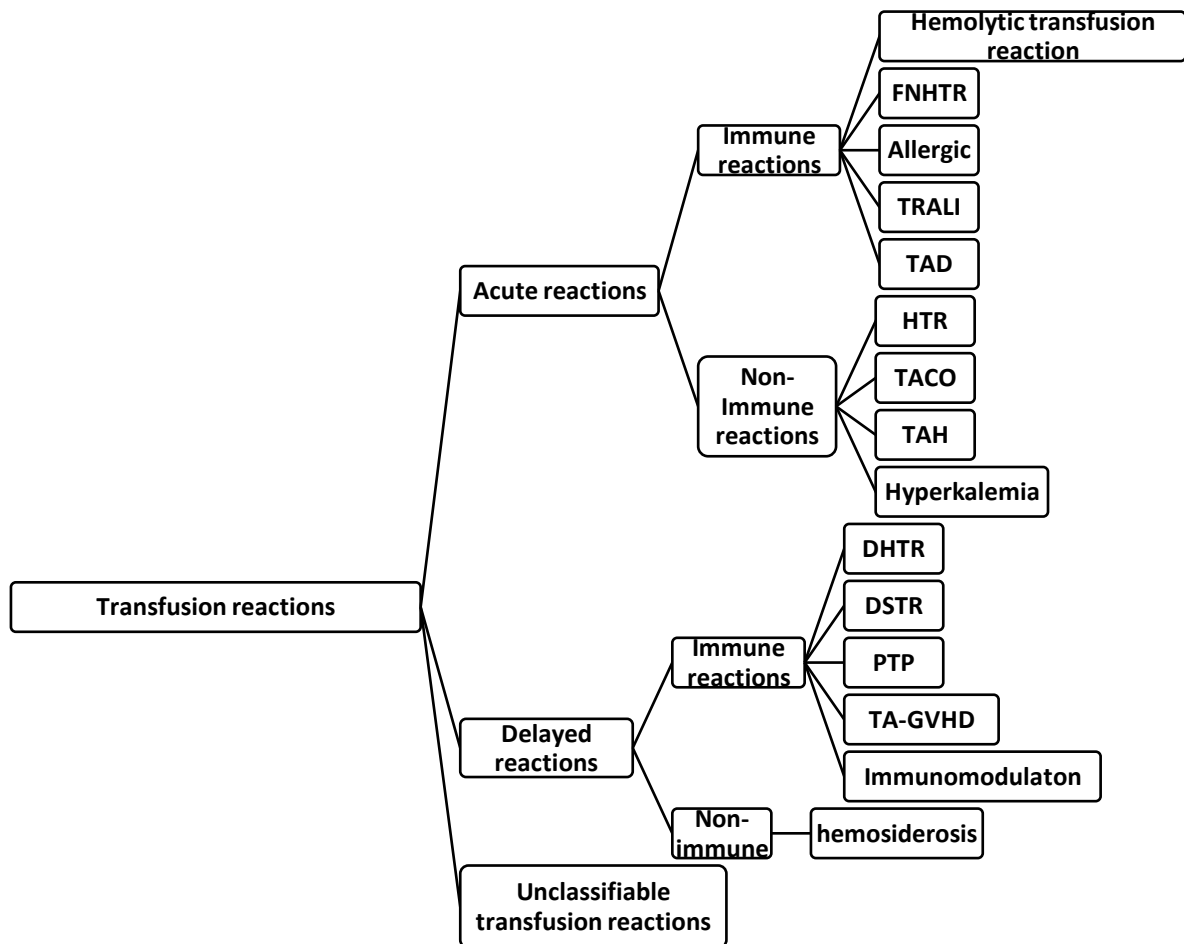 Hemolytic transfusion
reaction
FNHTR
Immune
reactions
Allergic
TRALI
TAD
Acute reactions
HTR
Non-
Immune
reactions
TACO
TAH
Hyperkalemia
DHTR
Transfusion reactions
DSTR
Immune
reactions
PTP
TA-GVHD
Delayed
reactions
Immunomodulaton
Non-
immune
hemosiderosis
Unclassifiable
transfusion reactions